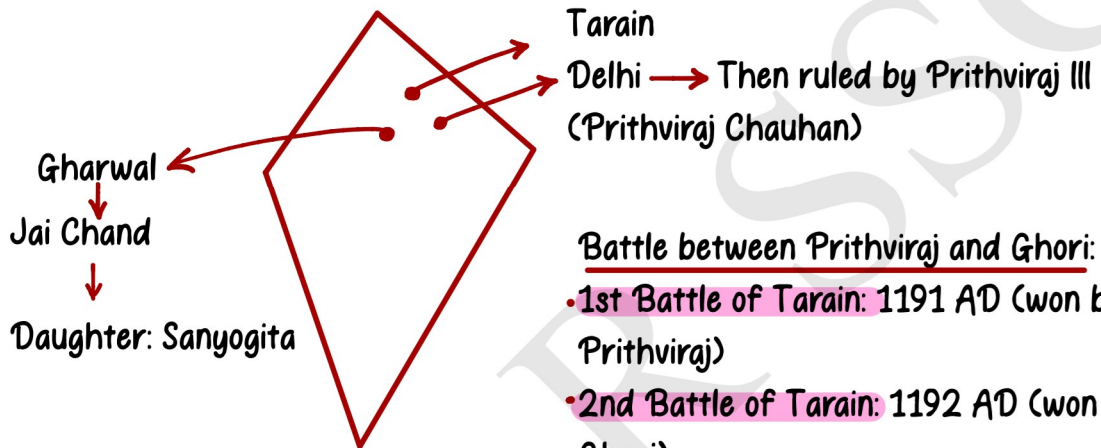 Tarain
Delhi → Then ruled by Prithviraj III
(Prithviraj Chauhan)
Gharwal
Jai Chand
Daughter: Sanyogita
Battle between Prithviraj and Ghori:
1st Battle of Tarain: 1191 AD (won
Prithviraj)
2nd Battle of Tarain: 1192 AD (won